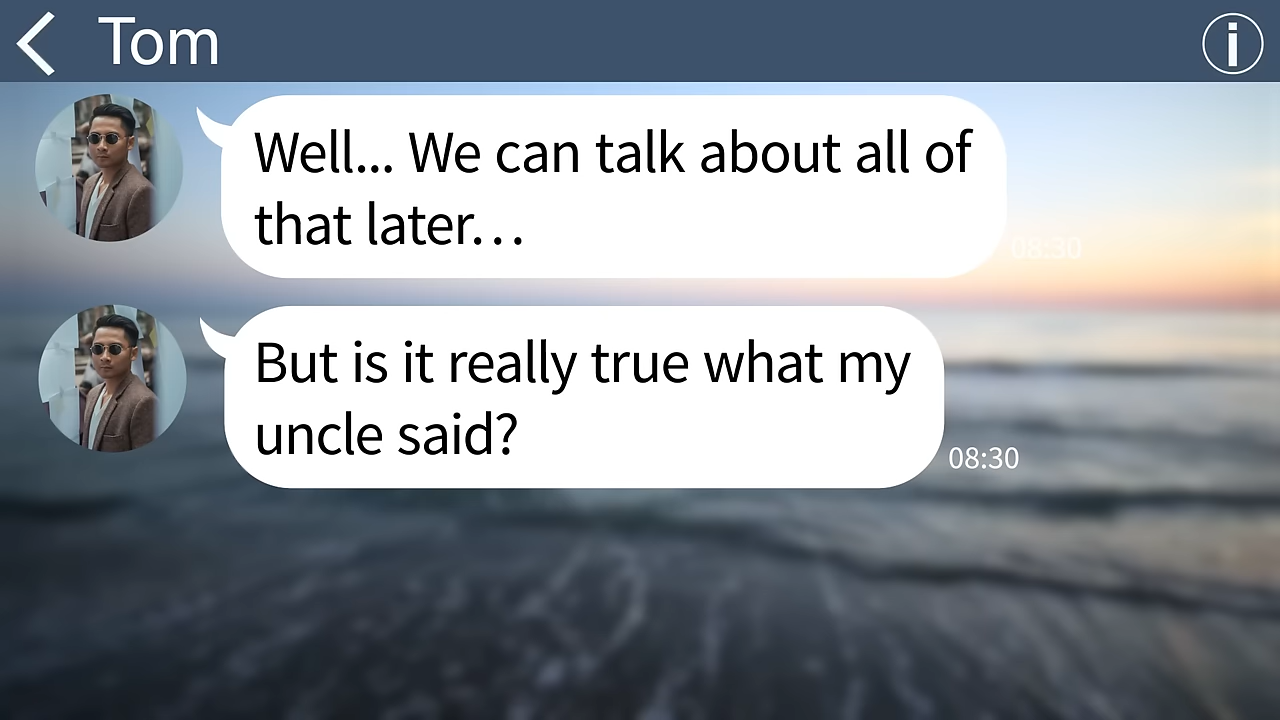 Tom
Well... We can talk about all of
that later…
08:30
But is it really true what my
uncle said?
08:30